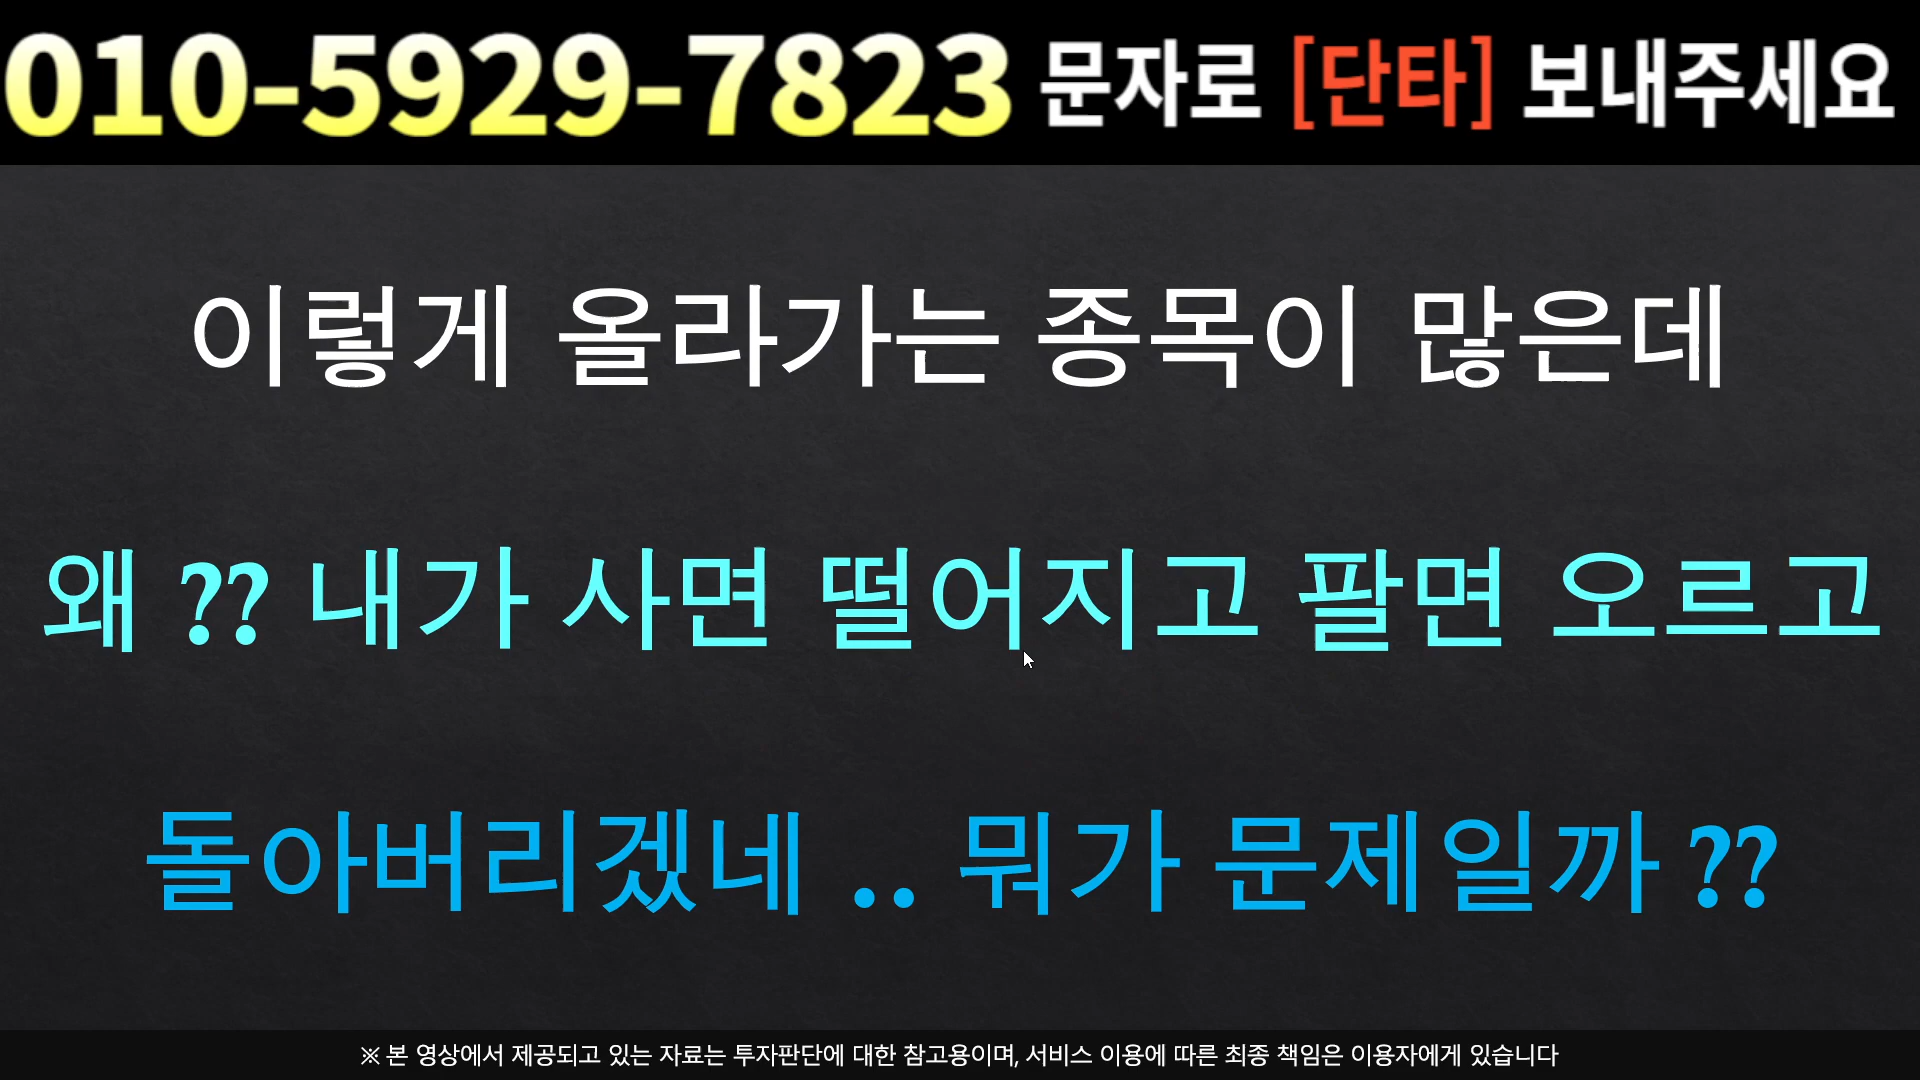 010-5929-7823 문자로 [단타] 보내주세요
이렇게 올라가는 종목이 많은데
왜 ?? 내가 사면 떨어지고 팔면 오르고
돌아버리겠네 .. 뭐가 문제일까 ??
※ 본 영상에서 제공되고 있는 자료는 투자판단에 대한 참고용이며, 서비스 이용에 따른 최종 책임은 이용자에게 있습니다